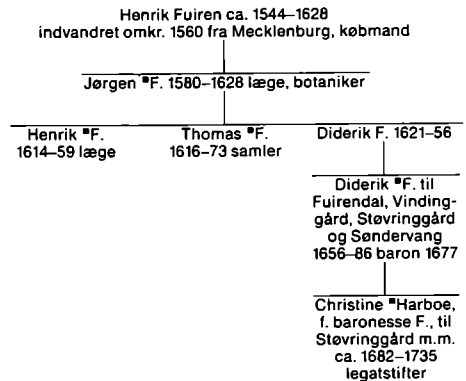 Henrik Fuiren ca. 1544–1628
indvandret omkr. 1560 fra Mecklenburg, købmand
Jørgen ■F. 1580–1628 læge, botaniker
Henrik ■F.
1614–59 læge
Thomas ■F.
1616–73 samler
Diderik F. 1621–56
Diderik ■F. til
Fuirendal, Vinding-
gård, Støvringgård
og Søndervang
1656–86 baron 1677
Christine ■Harboe,
f. baronesse F., til
Støvringgård m.m.
ca. 1682–1735
legatstifter